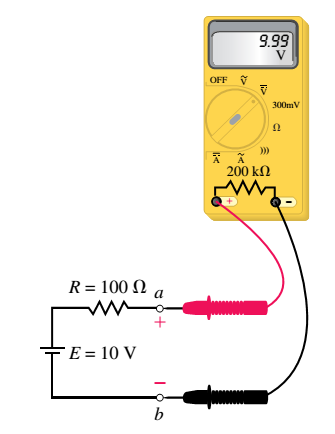 9.99
V
OFF Ṽ
V̿
300mV
Ω
)))
A̿ Ã
200 kΩ
+ −
R = 100 Ω a
+
E = 10 V
−
b